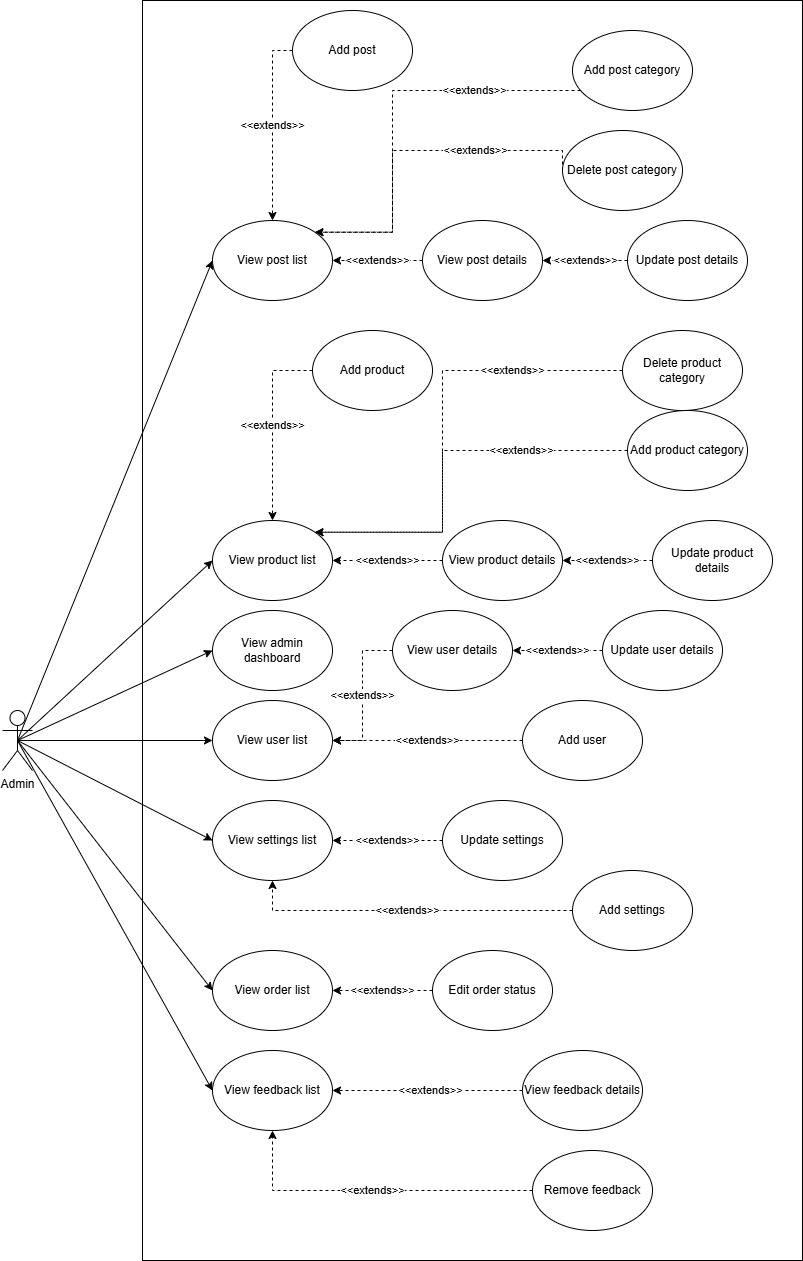 Add post
Add post category
<<extends>>
<<extends>>
<<extends>>
Delete post category
View post list
<<extends>>
View post details
<<extends>>
Update post details
Add product
<<extends>>
Delete product
category
<<extends>>
<<extends>>
Add product category
View product list
<<extends>>
View product details
<<extends>>
Update product
details
View admin
dashboard
View user details
<<extends>>
Update user details
<<extends>>
View user list
<<extends>>
Add user
Admin
View settings list
<<extends>>
Update settings
<<extends>>
Add settings
View order list
<<extends>>
Edit order status
View feedback list
<<extends>>
View feedback details
<<extends>>
Remove feedback